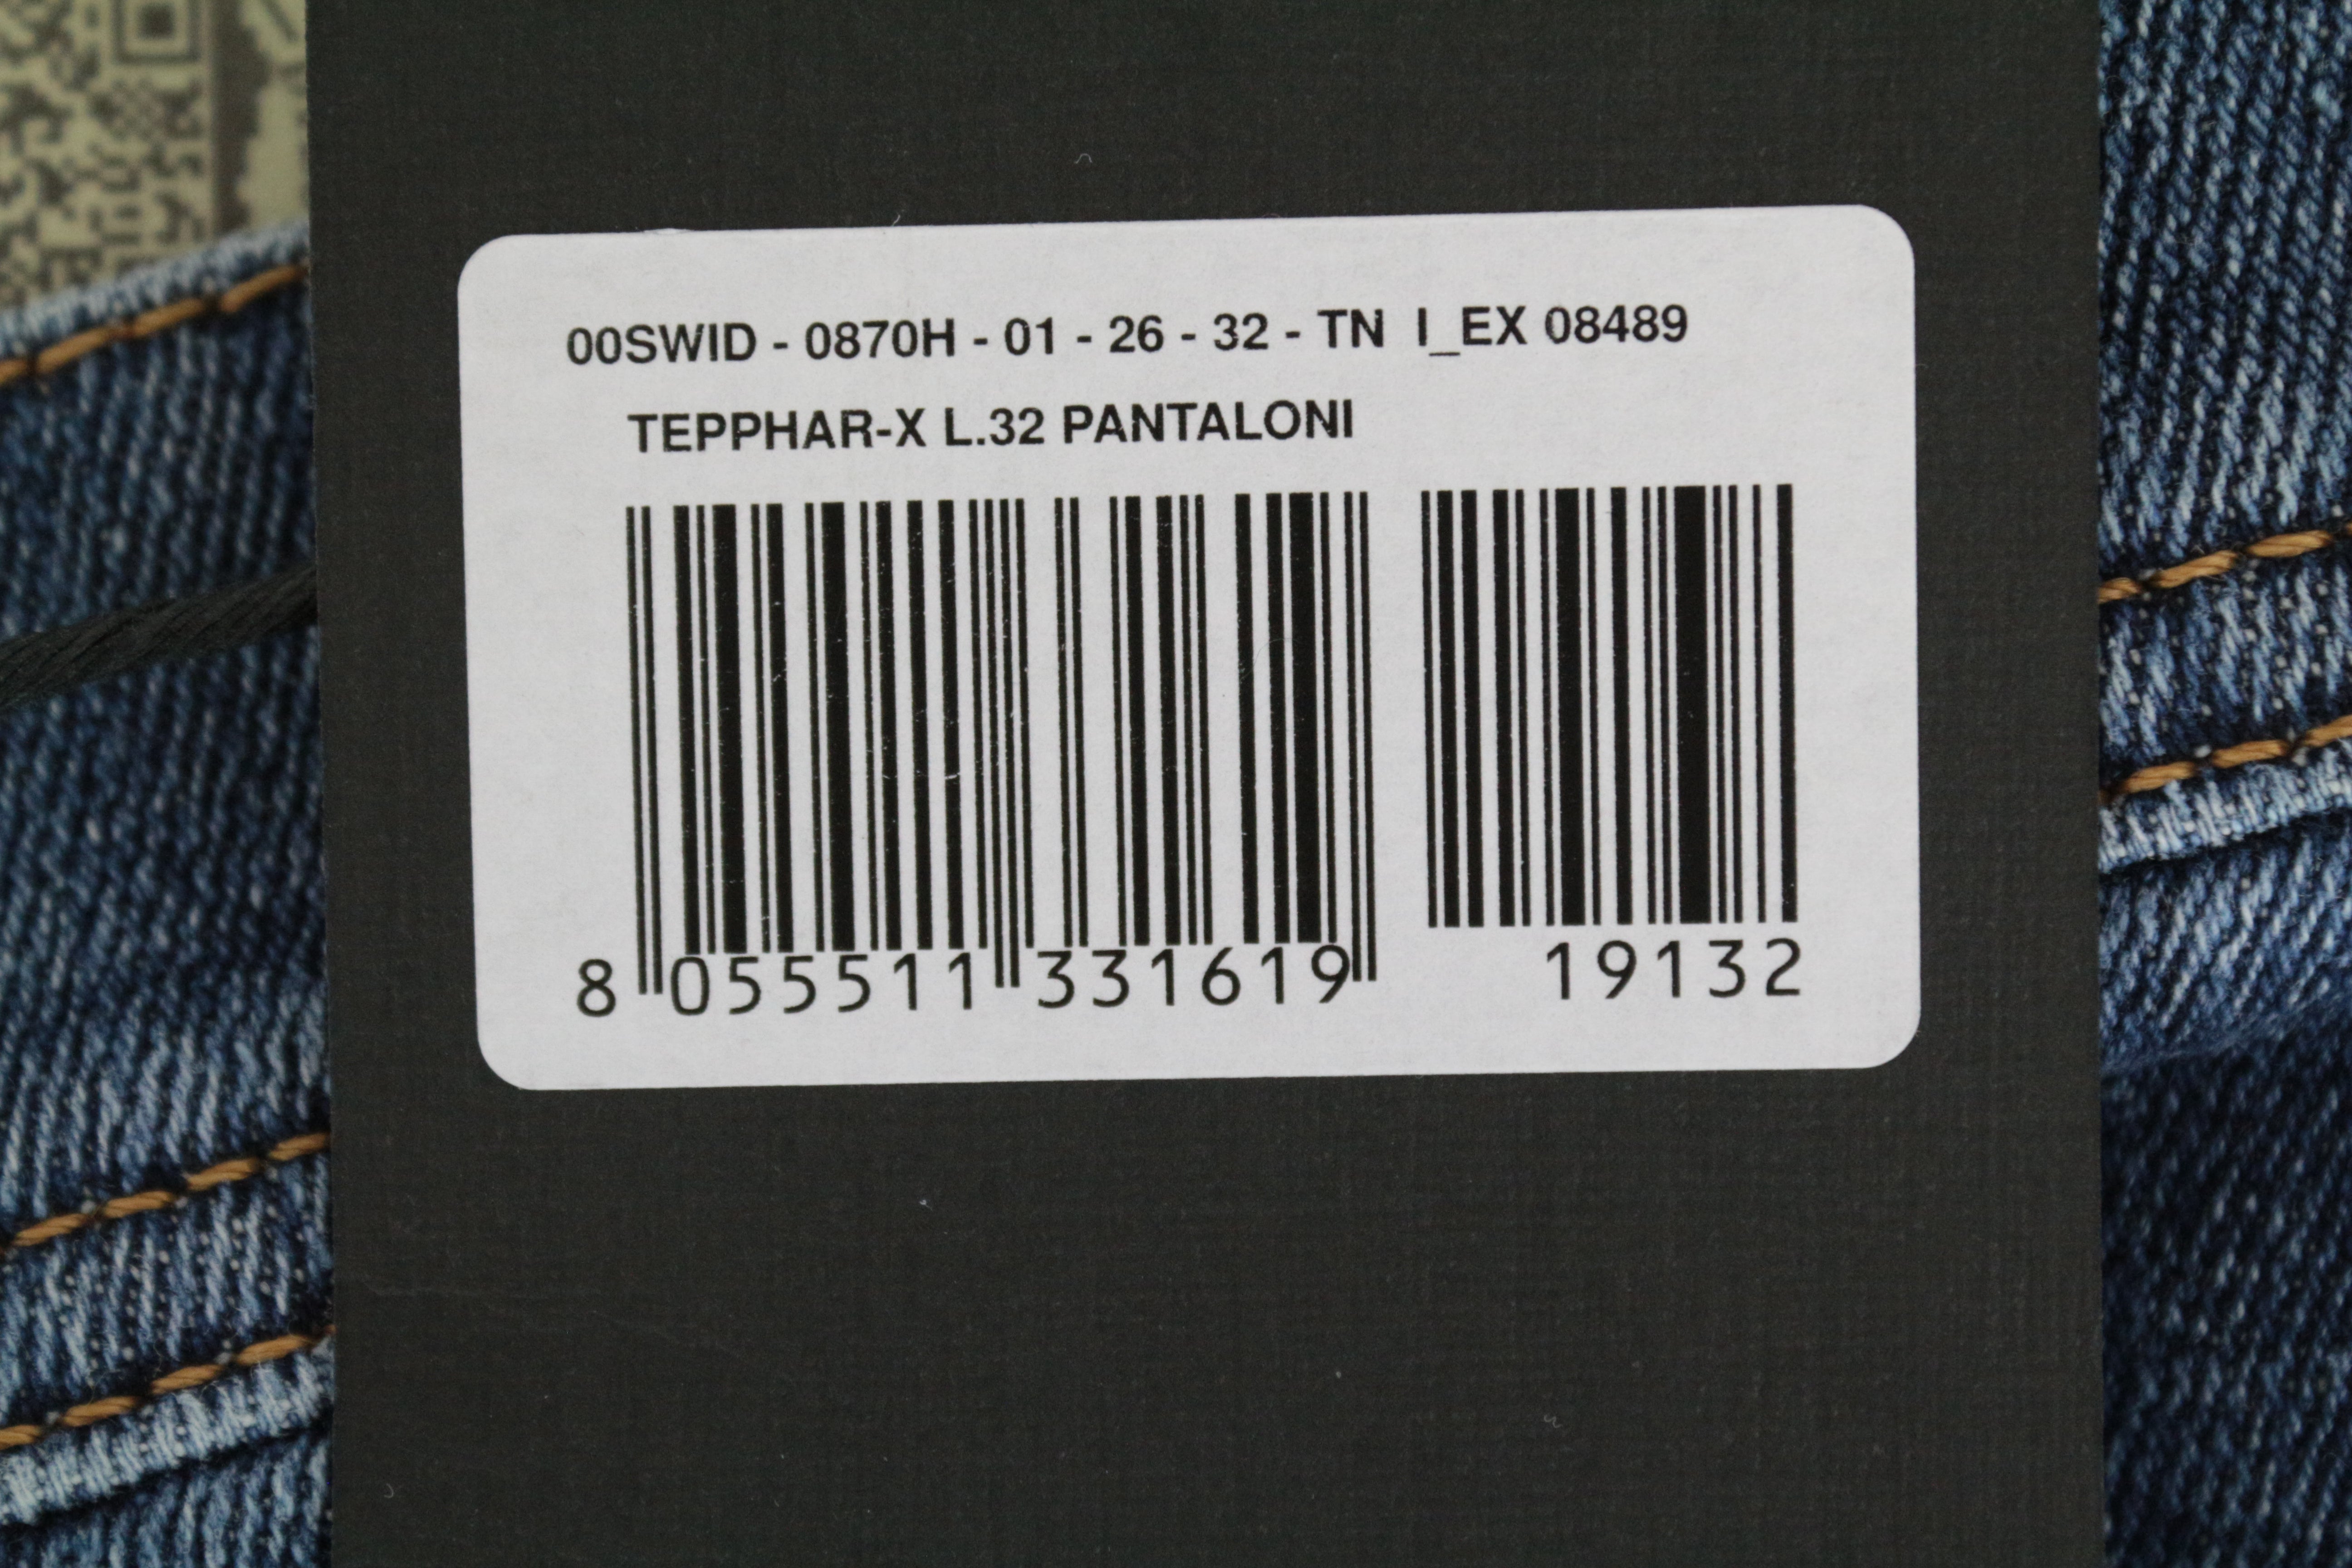 00SWID - 0870H - 01 - 26 - 32 - TN I_EX 08489
TEPPHAR-X L.32 PANTALONI
8 055511 331619 19132